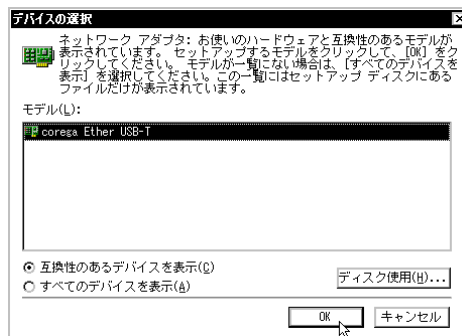 デバイスの選択
ネットワーク アダプタ: お使いのハードウェアと互換性のあるモデルが
表示されています。 セットアップするモデルをクリックして、[OK] をク
リックしてください。 モデルが一覧にない場合は、[すべてのデバイスを
表示] を選択してください。この一覧にはセットアップ ディスクにある
ファイルだけが表示されています。
モデル(L):
corega Ether USB-T
互換性のあるデバイスを表示(C)
すべてのデバイスを表示(A)
ディスク使用(H)...
OK
キャンセル